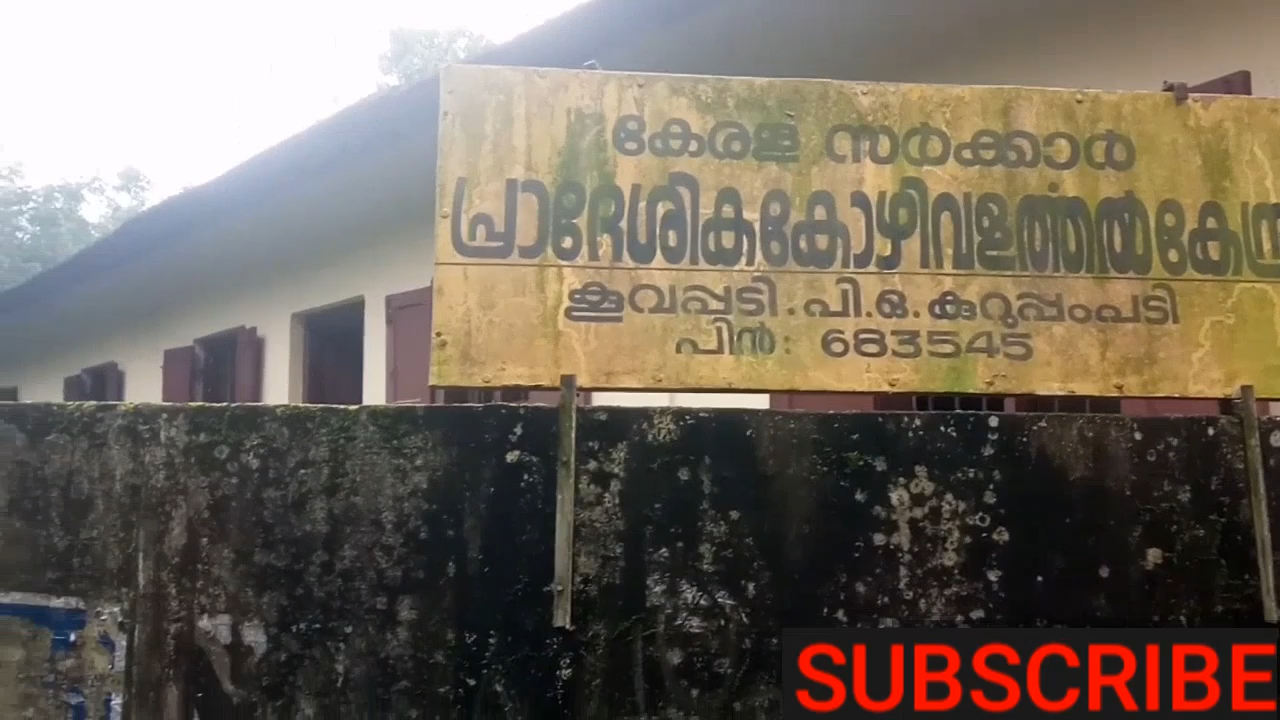 കേരള സർക്കാർ
പ്രാദേശികകോഴിവളർത്തൽകേന്ദ്ര
കൂവപ്പടി.പി.ഒ.കുറുപ്പംപടി
പിൻ: 683545
SUBSCRIBE